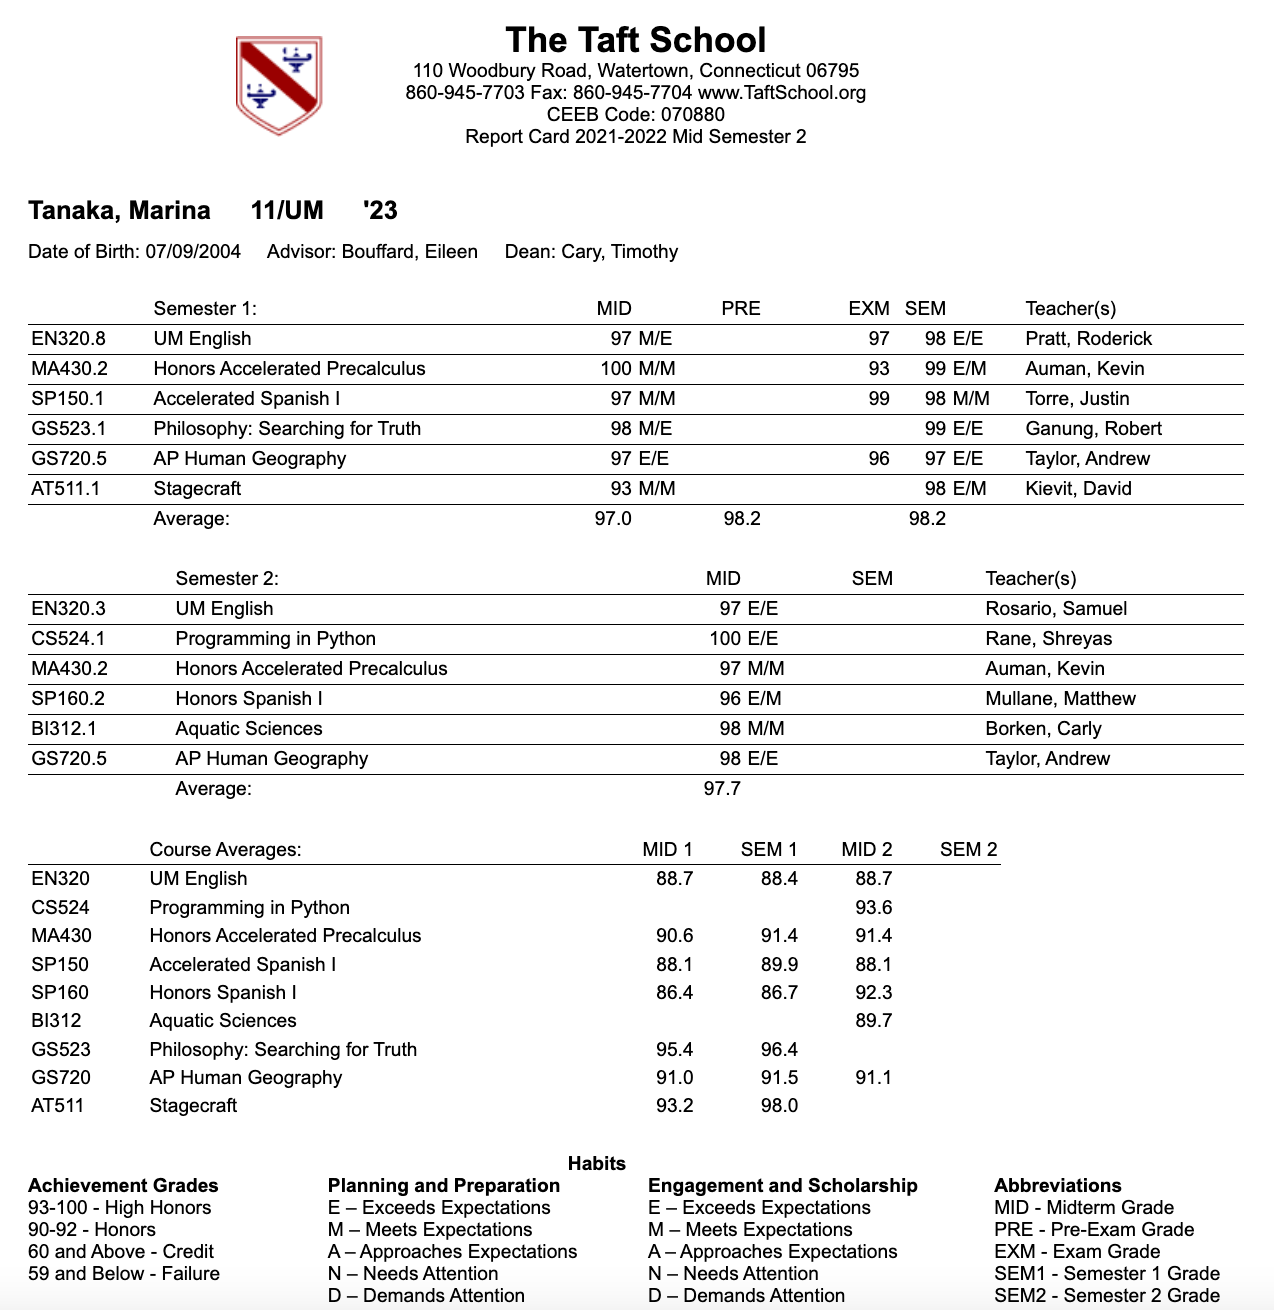 The Taft School
110 Woodbury Road, Watertown, Connecticut 06795
860-945-7703 Fax: 860-945-7704 www.TaftSchool.org
CEEB Code: 070880
Report Card 2021-2022 Mid Semester 2
Tanaka, Marina 11/UM '23
Date of Birth: 07/09/2004 Advisor: Bouffard, Eileen Dean: Cary, Timothy
Semester 1: MID PRE EXM SEM Teacher(s)
EN320.8 UM English 97 M/E 97 98 E/E Pratt, Roderick
MA430.2 Honors Accelerated Precalculus 100 M/M 93 99 E/M Auman, Kevin
SP150.1 Accelerated Spanish I 97 M/M 99 98 M/M Torre, Justin
GS523.1 Philosophy: Searching for Truth 98 M/E 99 E/E Ganung, Robert
GS720.5 AP Human Geography 97 E/E 96 97 E/E Taylor, Andrew
AT511.1 Stagecraft 93 M/M 98 E/M Kievit, David
Average: 97.0 98.2 98.2
Semester 2: MID SEM Teacher(s)
EN320.3 UM English 97 E/E Rosario, Samuel
CS524.1 Programming in Python 100 E/E Rane, Shreyas
MA430.2 Honors Accelerated Precalculus 97 M/M Auman, Kevin
SP160.2 Honors Spanish I 96 E/M Mullane, Matthew
BI312.1 Aquatic Sciences 98 M/M Borken, Carly
GS720.5 AP Human Geography 98 E/E Taylor, Andrew
Average: 97.7
Course Averages: MID 1 SEM 1 MID 2 SEM 2
EN320 UM English 88.7 88.4 88.7
CS524 Programming in Python 93.6
MA430 Honors Accelerated Precalculus 90.6 91.4 91.4
SP150 Accelerated Spanish I 88.1 89.9 88.1
SP160 Honors Spanish I 86.4 86.7 92.3
BI312 Aquatic Sciences 89.7
GS523 Philosophy: Searching for Truth 95.4 96.4
GS720 AP Human Geography 91.0 91.5 91.1
AT511 Stagecraft 93.2 98.0
Habits
Achievement Grades Planning and Preparation Engagement and Scholarship Abbreviations
93-100 - High Honors E – Exceeds Expectations E – Exceeds Expectations MID - Midterm Grade
90-92 - Honors M – Meets Expectations M – Meets Expectations PRE - Pre-Exam Grade
60 and Above - Credit A – Approaches Expectations A – Approaches Expectations EXM - Exam Grade
59 and Below - Failure N – Needs Attention N – Needs Attention SEM1 - Semester 1 Grade
D – Demands Attention D – Demands Attention SEM2 - Semester 2 Grade